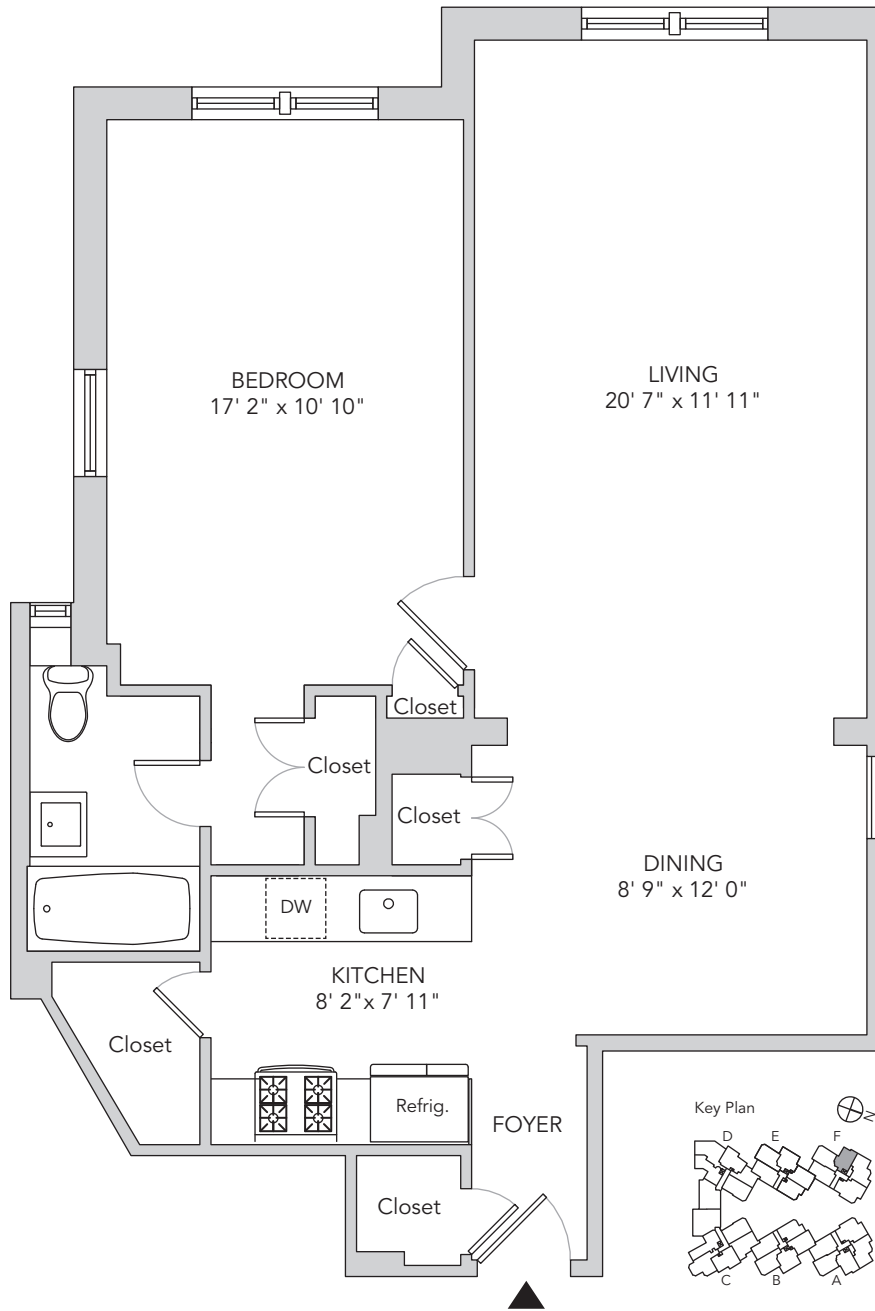 BEDROOM
17' 2" x 10' 10"
LIVING
20' 7" x 11' 11"
Closet
Closet
Closet
DINING
8' 9" x 12' 0"
DW
KITCHEN
8' 2"x 7' 11"
Closet
Refrig.
FOYER
Closet
Key Plan
N
D
E
F
C
B
A